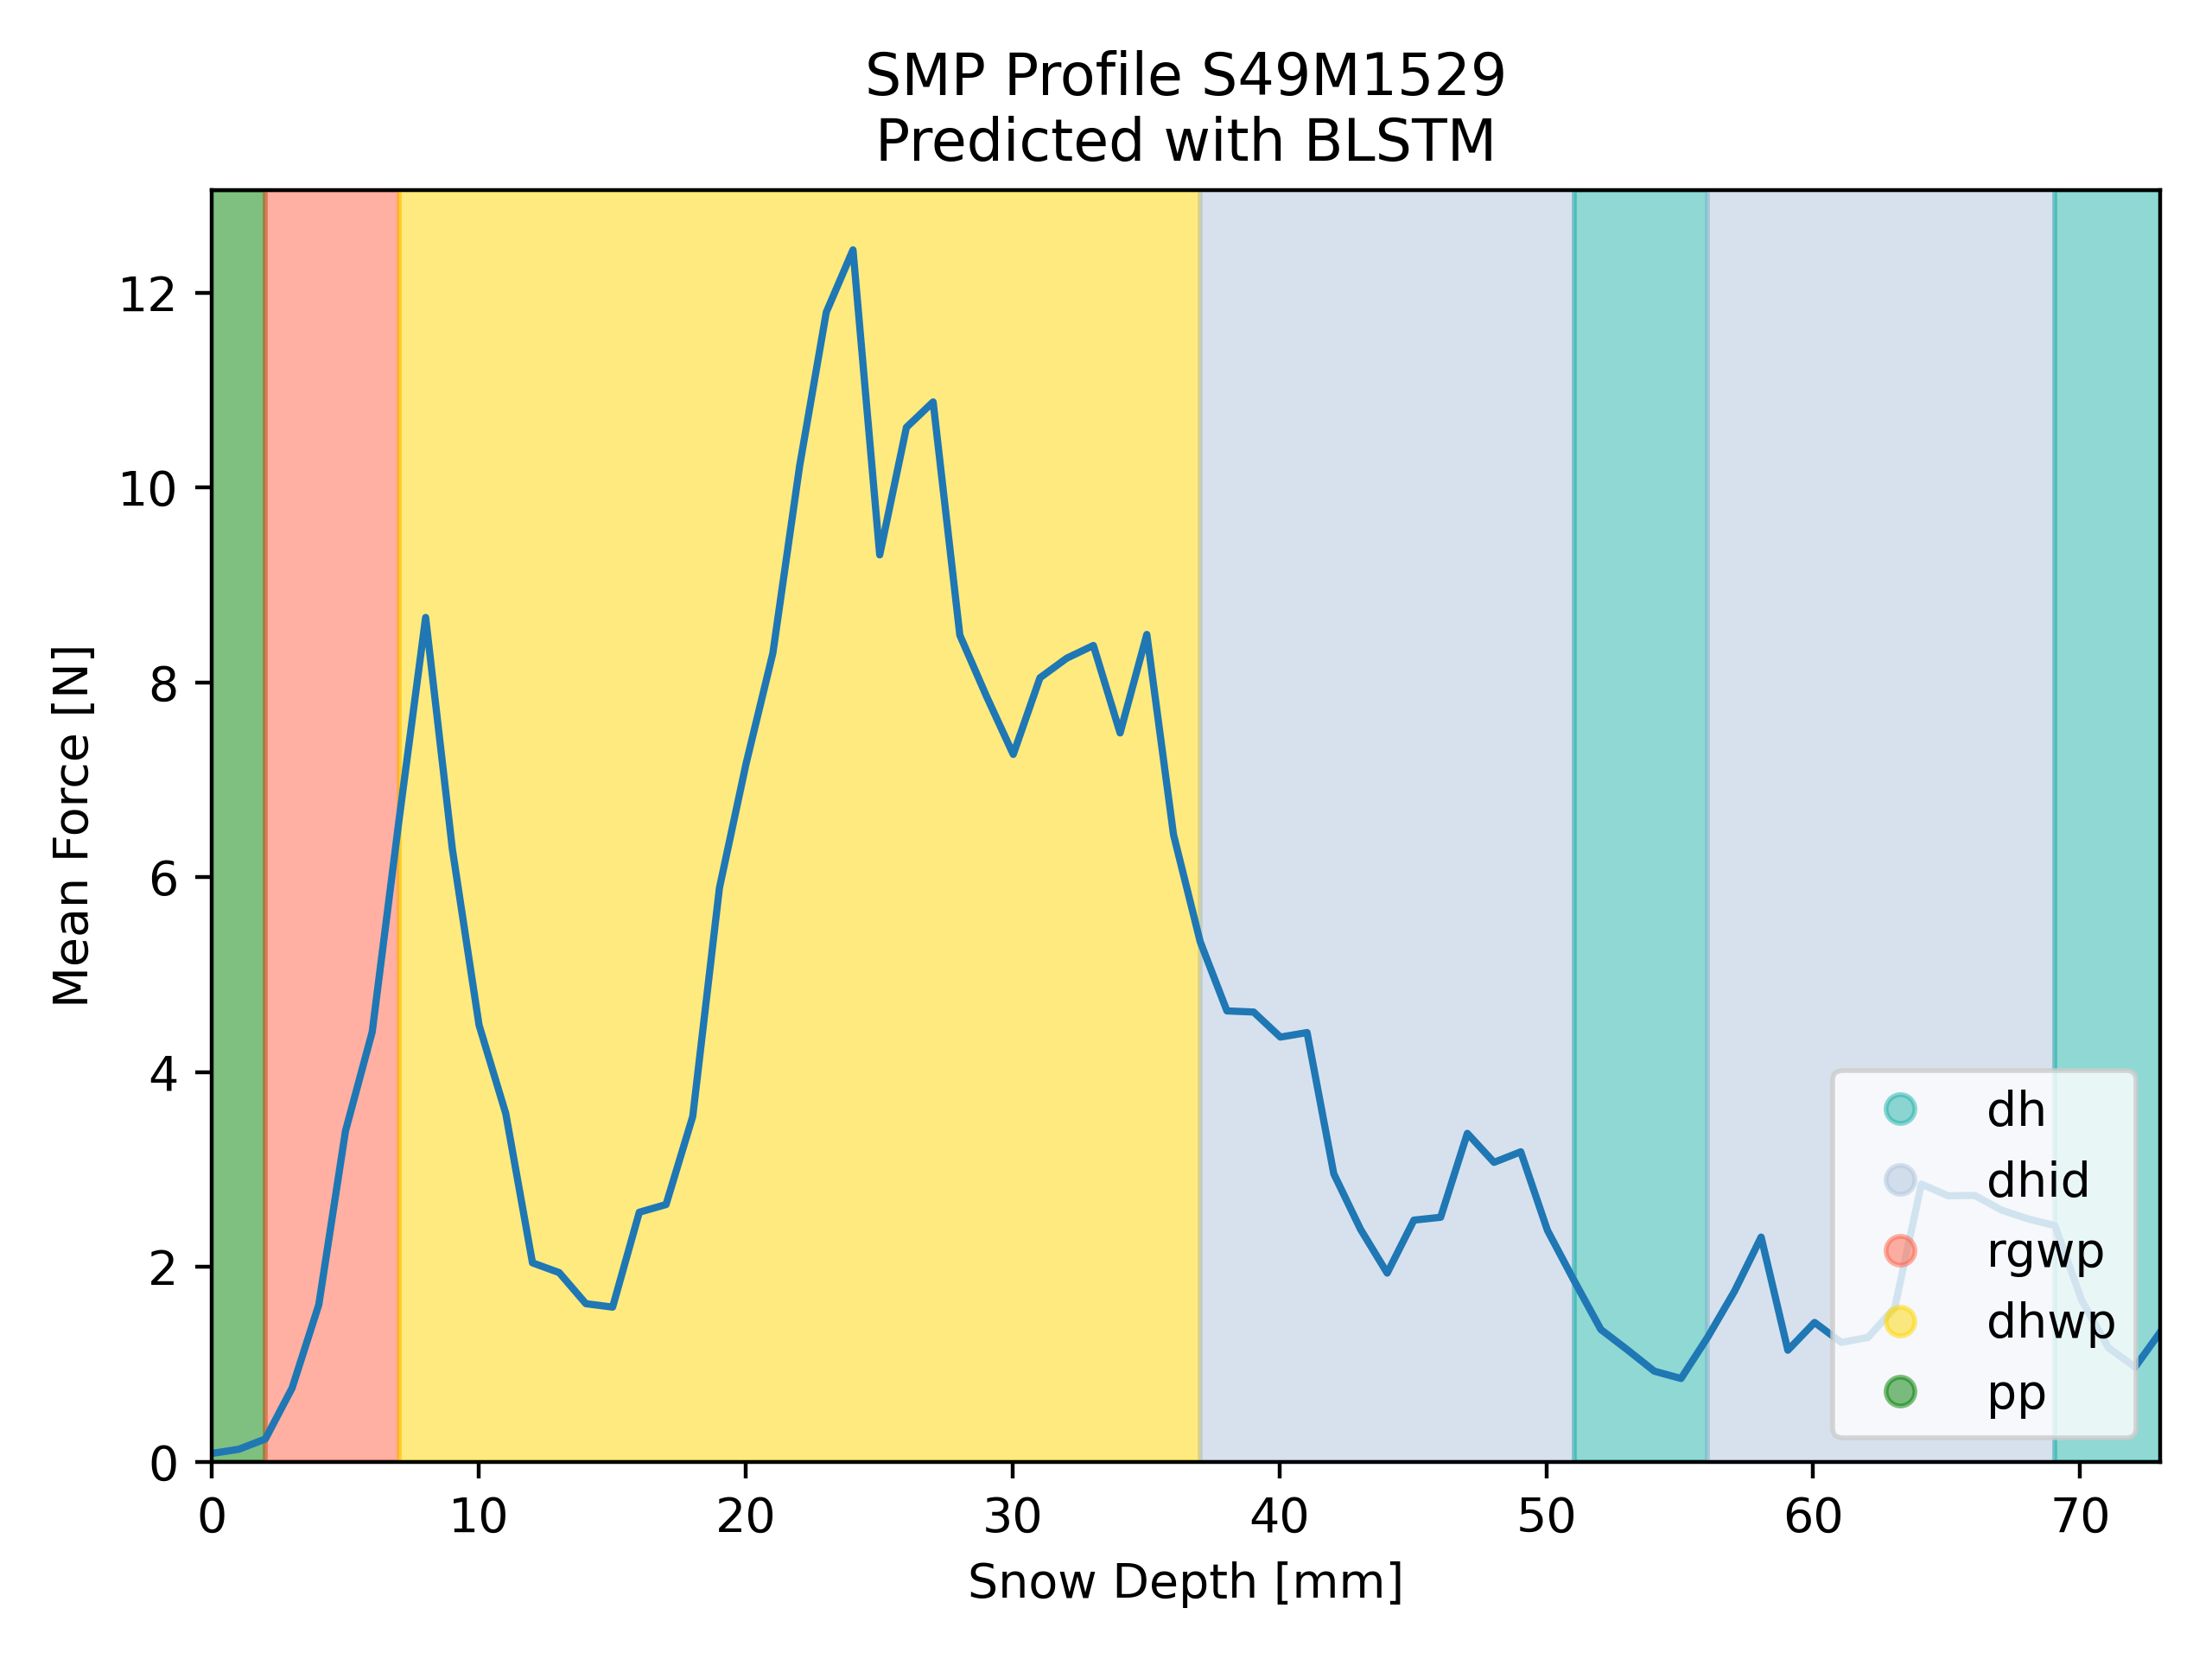 SMP Profile S49M1529
Predicted with BLSTM
Mean Force [N]
12
10
8
6
4
2
0
dh
dhid
rgwp
dhwp
pp
0 10 20 30 40 50 60 70
Snow Depth [mm]